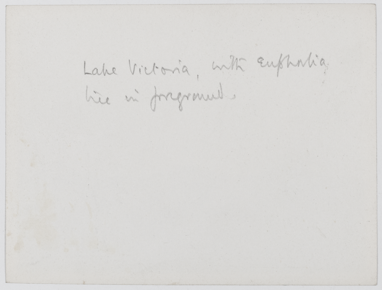 Lake Victoria, with Euphorbia
tree in foreground.